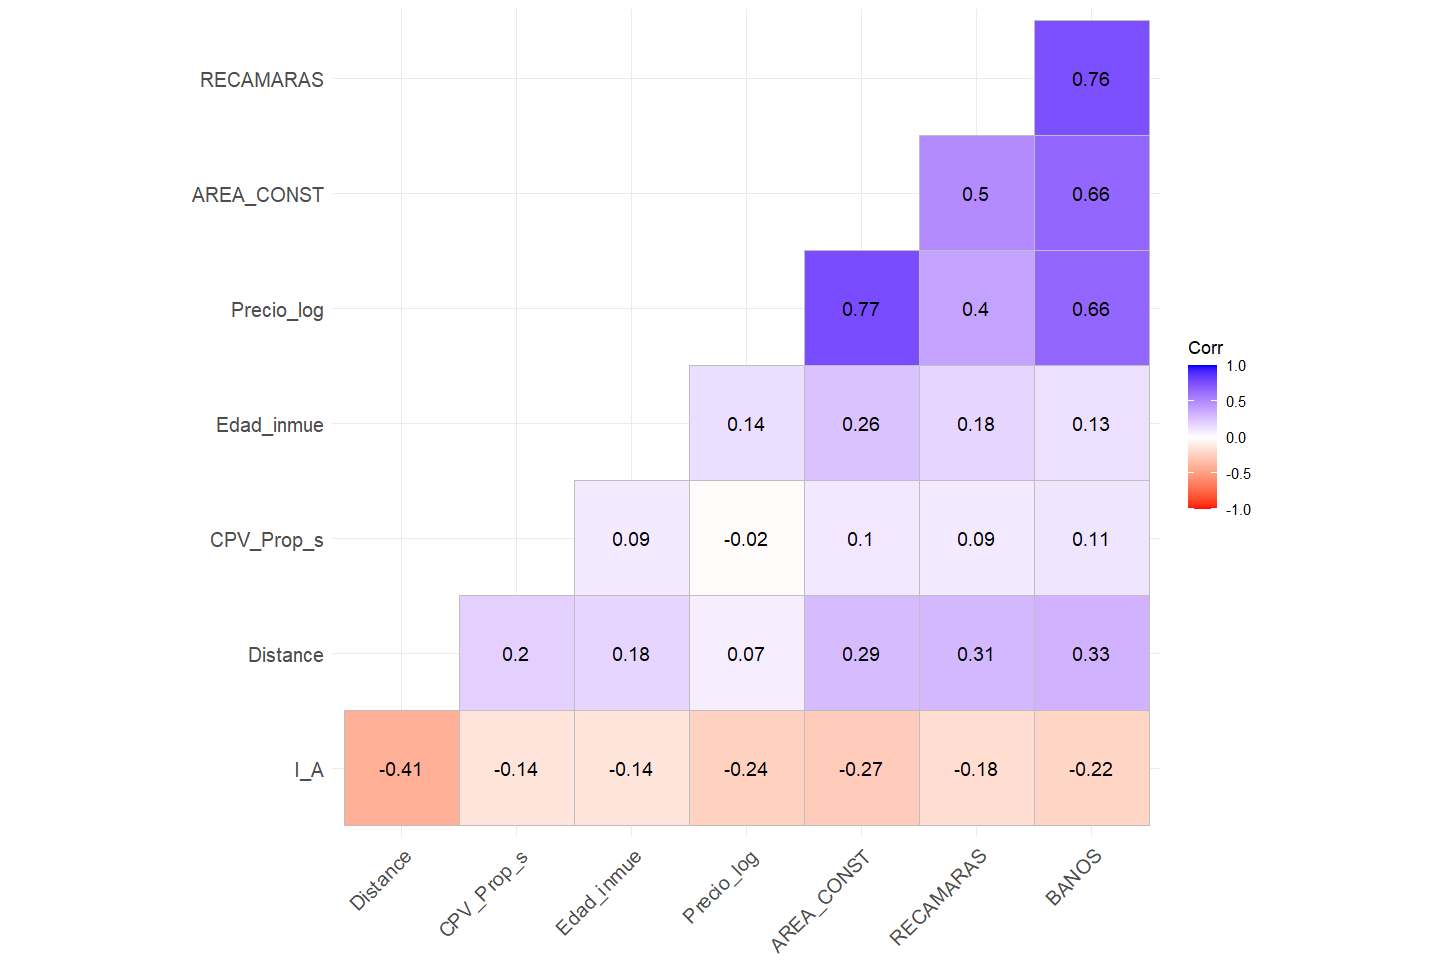 RECAMARAS
0.76
AREA_CONST
0.5 0.66
Precio_log
0.77 0.4 0.66
Corr
1.0
0.5
0.0
-0.5
-1.0
Edad_inmue
0.14 0.26 0.18 0.13
CPV_Prop_s
0.09 -0.02 0.1 0.09 0.11
Distance
0.2 0.18 0.07 0.29 0.31 0.33
I_A
-0.41 -0.14 -0.14 -0.24 -0.27 -0.18 -0.22
Distance
CPV_Prop_s
Edad_inmue
Precio_log
AREA_CONST
RECAMARAS
BANOS